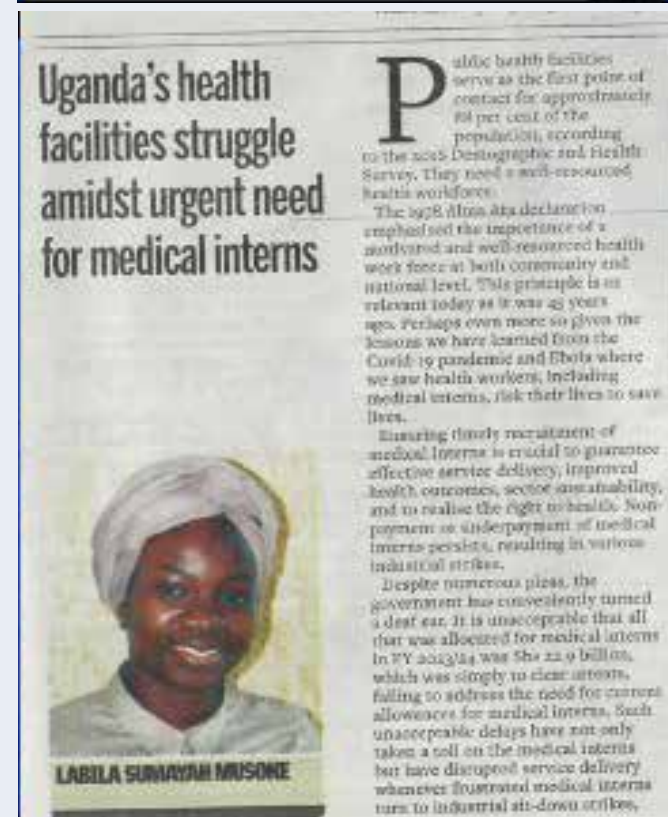 Uganda's health
facilities struggle
amidst urgent need
for medical interns
LABILA SUMAYAH MUSOKE
Public health facilities
serve as the first point of
contact for approximately
per cent of the
population, according
to the Demographic and Health
Survey. They need a well-resourced
health workforce.
The 1978 Alma Ata declaration
emphasised the importance of a
motivated and well-resourced health
work force at both community and
national level. This principle is as
relevant today as it was 45 years
ago. Perhaps even more so given the
lessons we have learned from the
Covid-19 pandemic and Ebola where
we saw health workers, including
medical interns, risk their lives to save
lives.
Ensuring timely recruitment of
medical interns is crucial to guarantee
effective service delivery, improved
health outcomes, sector sustainability,
and to realise the right to health. Non-
payment or underpayment of medical
interns persists, resulting in various
industrial strikes.
Despite numerous pleas, the
government has conveniently turned
a deaf ear. It is unacceptable that all
that was allocated for medical interns
in FY 2023/24 was Shs 22.9 billion,
which was simply to clear arrears,
failing to address the need for current
allowances for medical interns. Such
unacceptable delays have not only
taken a toll on the medical interns
but have disrupted service delivery
whenever frustrated medical interns
turn to industrial sit-down strikes,